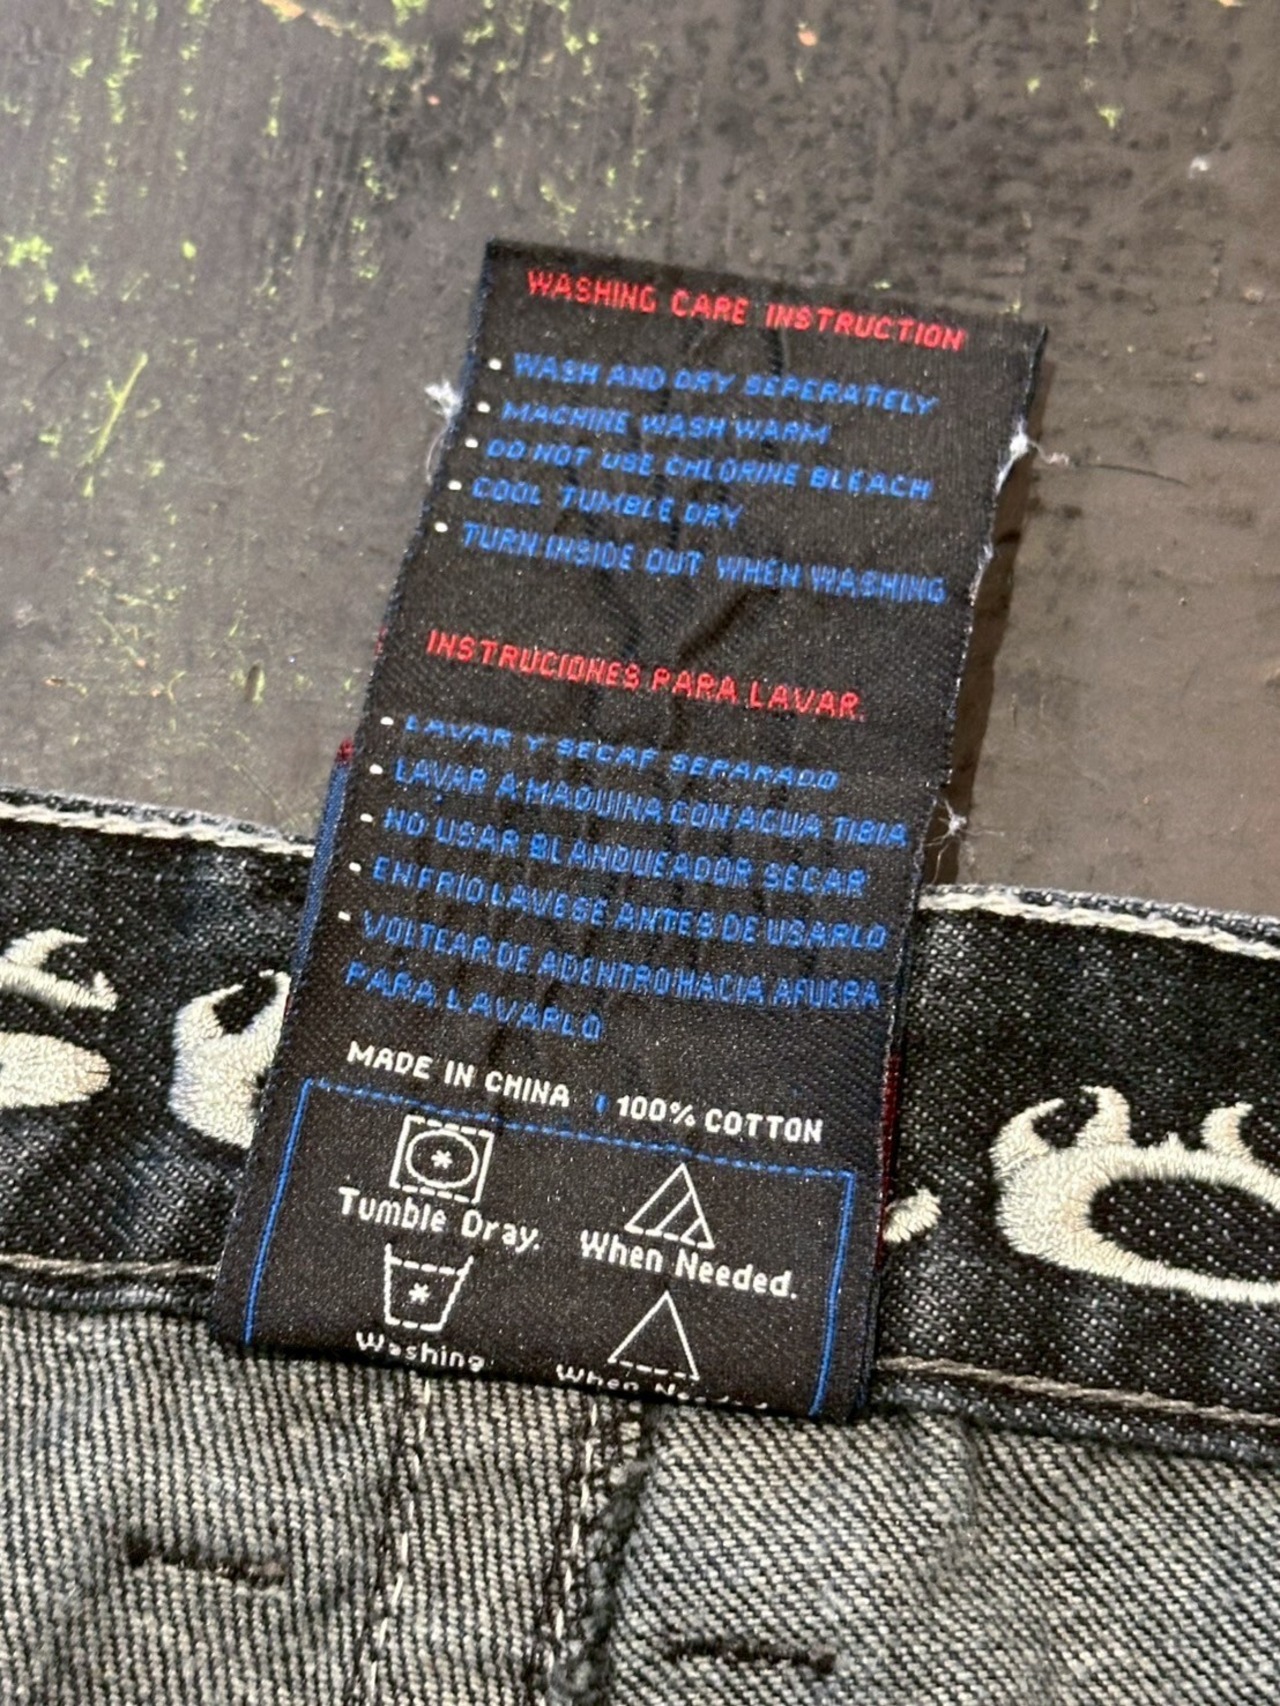 WASHING CARE INSTRUCTION
• WASH AND DRY SEPERATELY
• MACHINE WASH WARM
• DO NOT USE CHLORINE BLEACH
• COOL TUMBLE DRY
• TURN INSIDE OUT WHEN WASHING
INSTRUCIONES PARA LAVAR.
• LAVAR Y SECAF SEPARADO
• LAVAR A MAQUINA CON AGUA TIBIA
• NO USAR BLANQUEADOR SECAR
• EN FRIO LAVESE ANTES DE USARLO
• VOLTEAR DE ADENTRO HACIA AFUERA
PARA LAVARLO
MADE IN CHINA 100% COTTON
Tumble Dray. When Needed.
Washing When